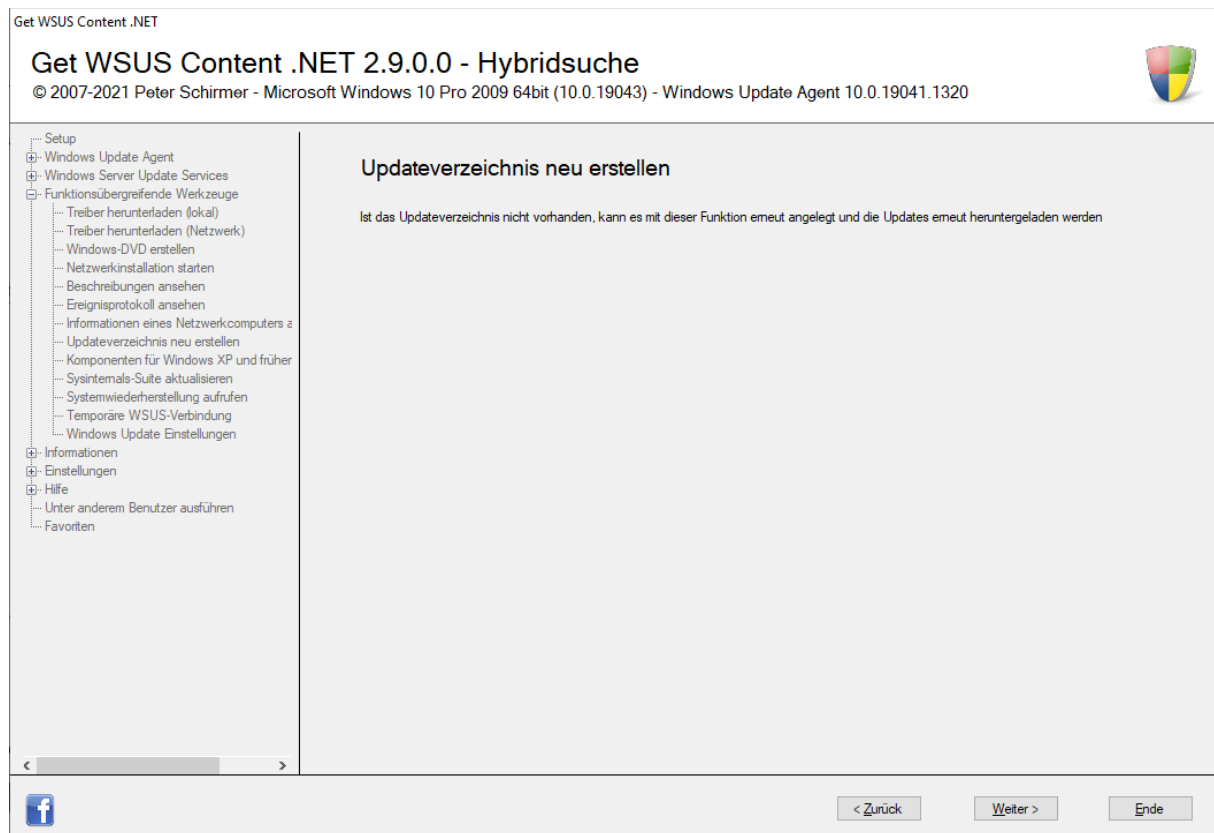 Get WSUS Content .NET
Get WSUS Content .NET 2.9.0.0 - Hybridsuche
© 2007-2021 Peter Schirmer - Microsoft Windows 10 Pro 2009 64bit (10.0.19043) - Windows Update Agent 10.0.19041.1320
Setup
Windows Update Agent
Windows Server Update Services
Funktionsübergreifende Werkzeuge
Treiber herunterladen (lokal)
Treiber herunterladen (Netzwerk)
Windows-DVD erstellen
Netzwerkinstallation starten
Beschreibungen ansehen
Ereignisprotokoll ansehen
Informationen eines Netzwerkcomputers a
Updateverzeichnis neu erstellen
Komponenten für Windows XP und früher
Sysinternals-Suite aktualisieren
Systemwiederherstellung aufrufen
Temporäre WSUS-Verbindung
Windows Update Einstellungen
Informationen
Einstellungen
Hilfe
Unter anderem Benutzer ausführen
Favoriten
Updateverzeichnis neu erstellen
Ist das Updateverzeichnis nicht vorhanden, kann es mit dieser Funktion erneut angelegt und die Updates erneut heruntergeladen werden
< Zurück
Weiter >
Ende